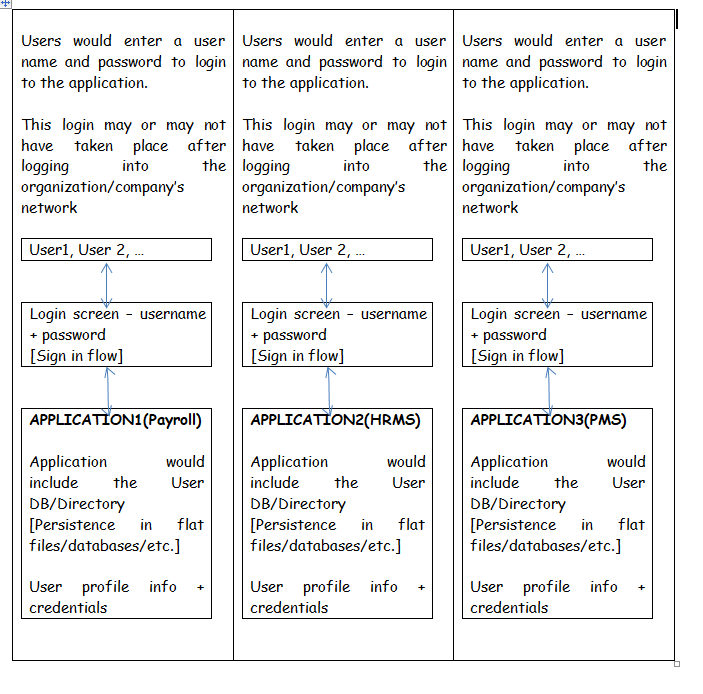 Users would enter a user
name and password to login
to the application.
This login may or may not
have taken place after
logging into the
organization/company's
network
User1, User 2, ...
Login screen – username
+ password
[Sign in flow]
APPLICATION1(Payroll)
Application would
include the User
DB/Directory
[Persistence in flat
files/databases/etc.]
User profile info +
credentials
Users would enter a user
name and password to login
to the application.
This login may or may not
have taken place after
logging into the
organization/company's
network
User1, User 2, ...
Login screen – username
+ password
[Sign in flow]
APPLICATION2(HRMS)
Application would
include the User
DB/Directory
[Persistence in flat
files/databases/etc.]
User profile info +
credentials
Users would enter a user
name and password to login
to the application.
This login may or may not
have taken place after
logging into the
organization/company's
network
User1, User 2, ...
Login screen – username
+ password
[Sign in flow]
APPLICATION3(PMS)
Application would
include the User
DB/Directory
[Persistence in flat
files/databases/etc.]
User profile info +
credentials